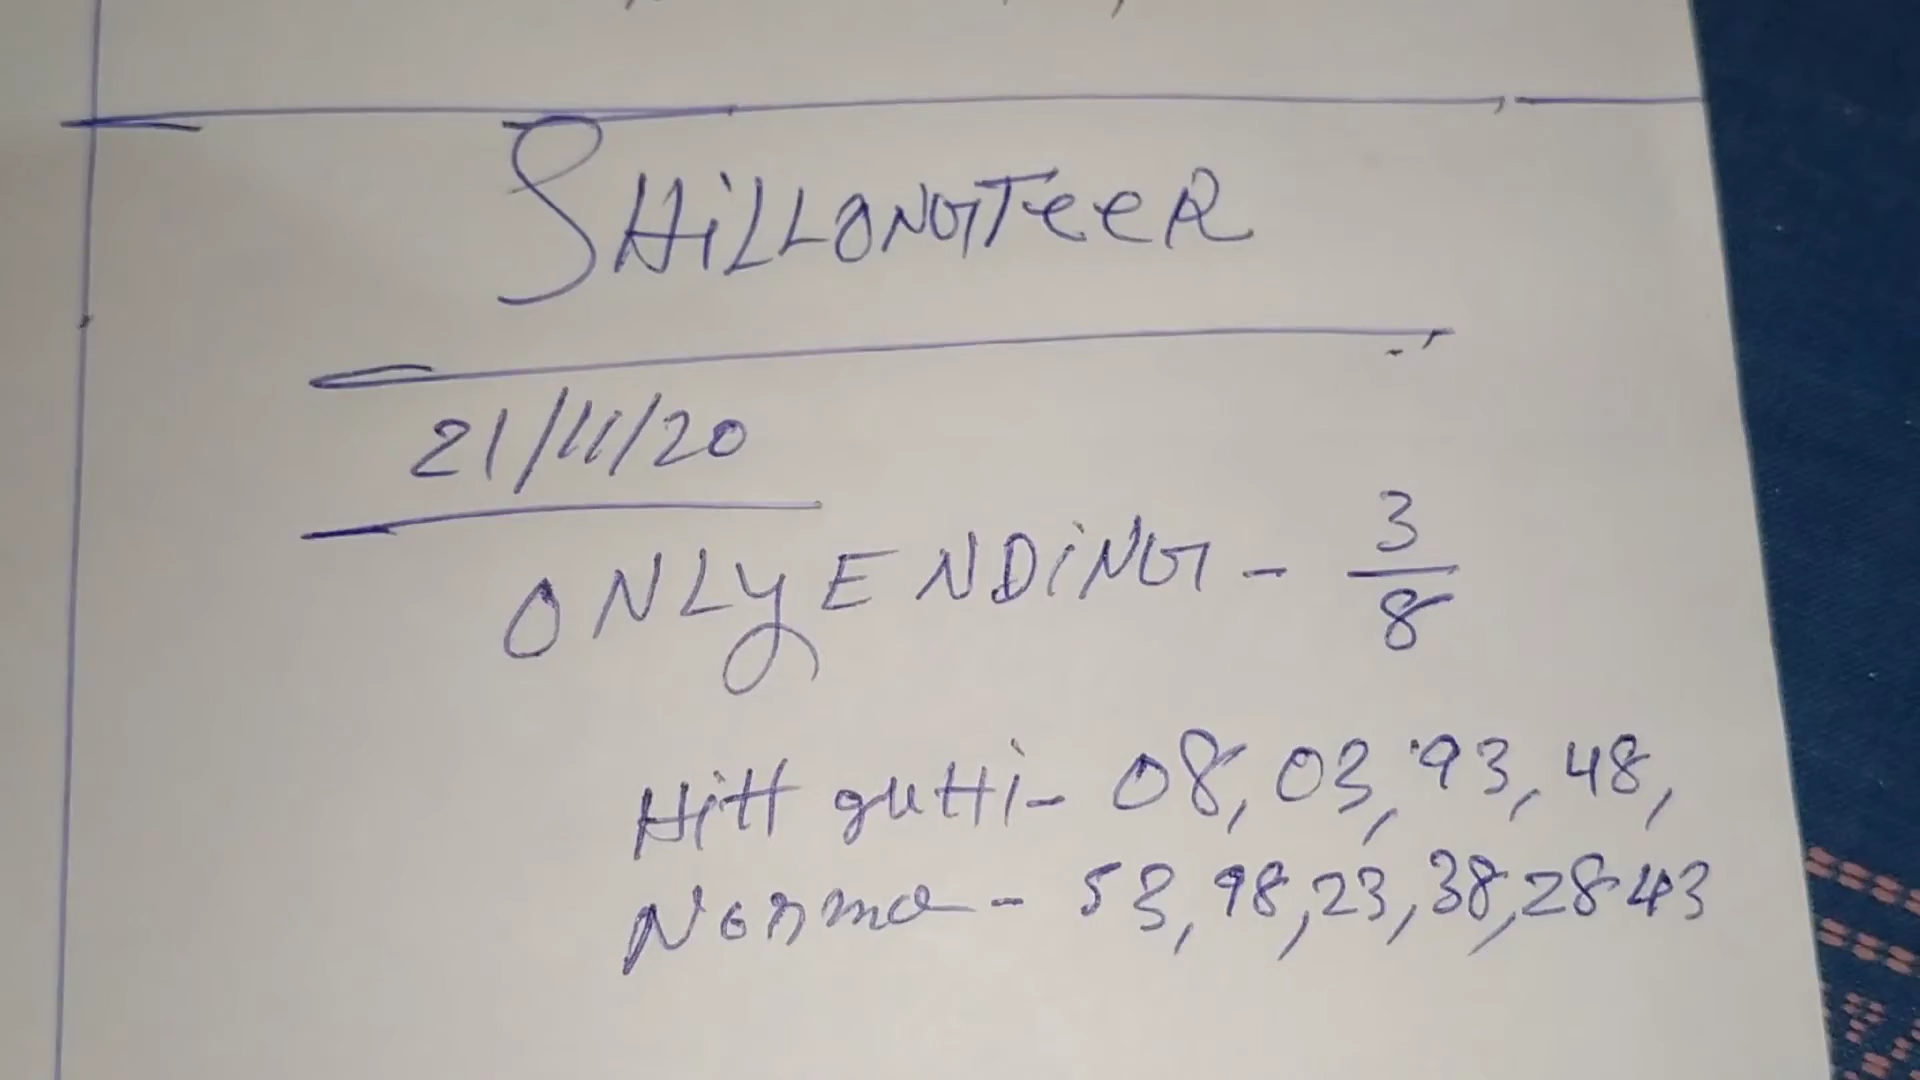 SHiLLONGTeeR
21/11/20
ONLY ENDiNG - 3/8
Hitt gutti- 08, 03, 93, 48,
Normal - 53, 98, 23, 38, 28 43